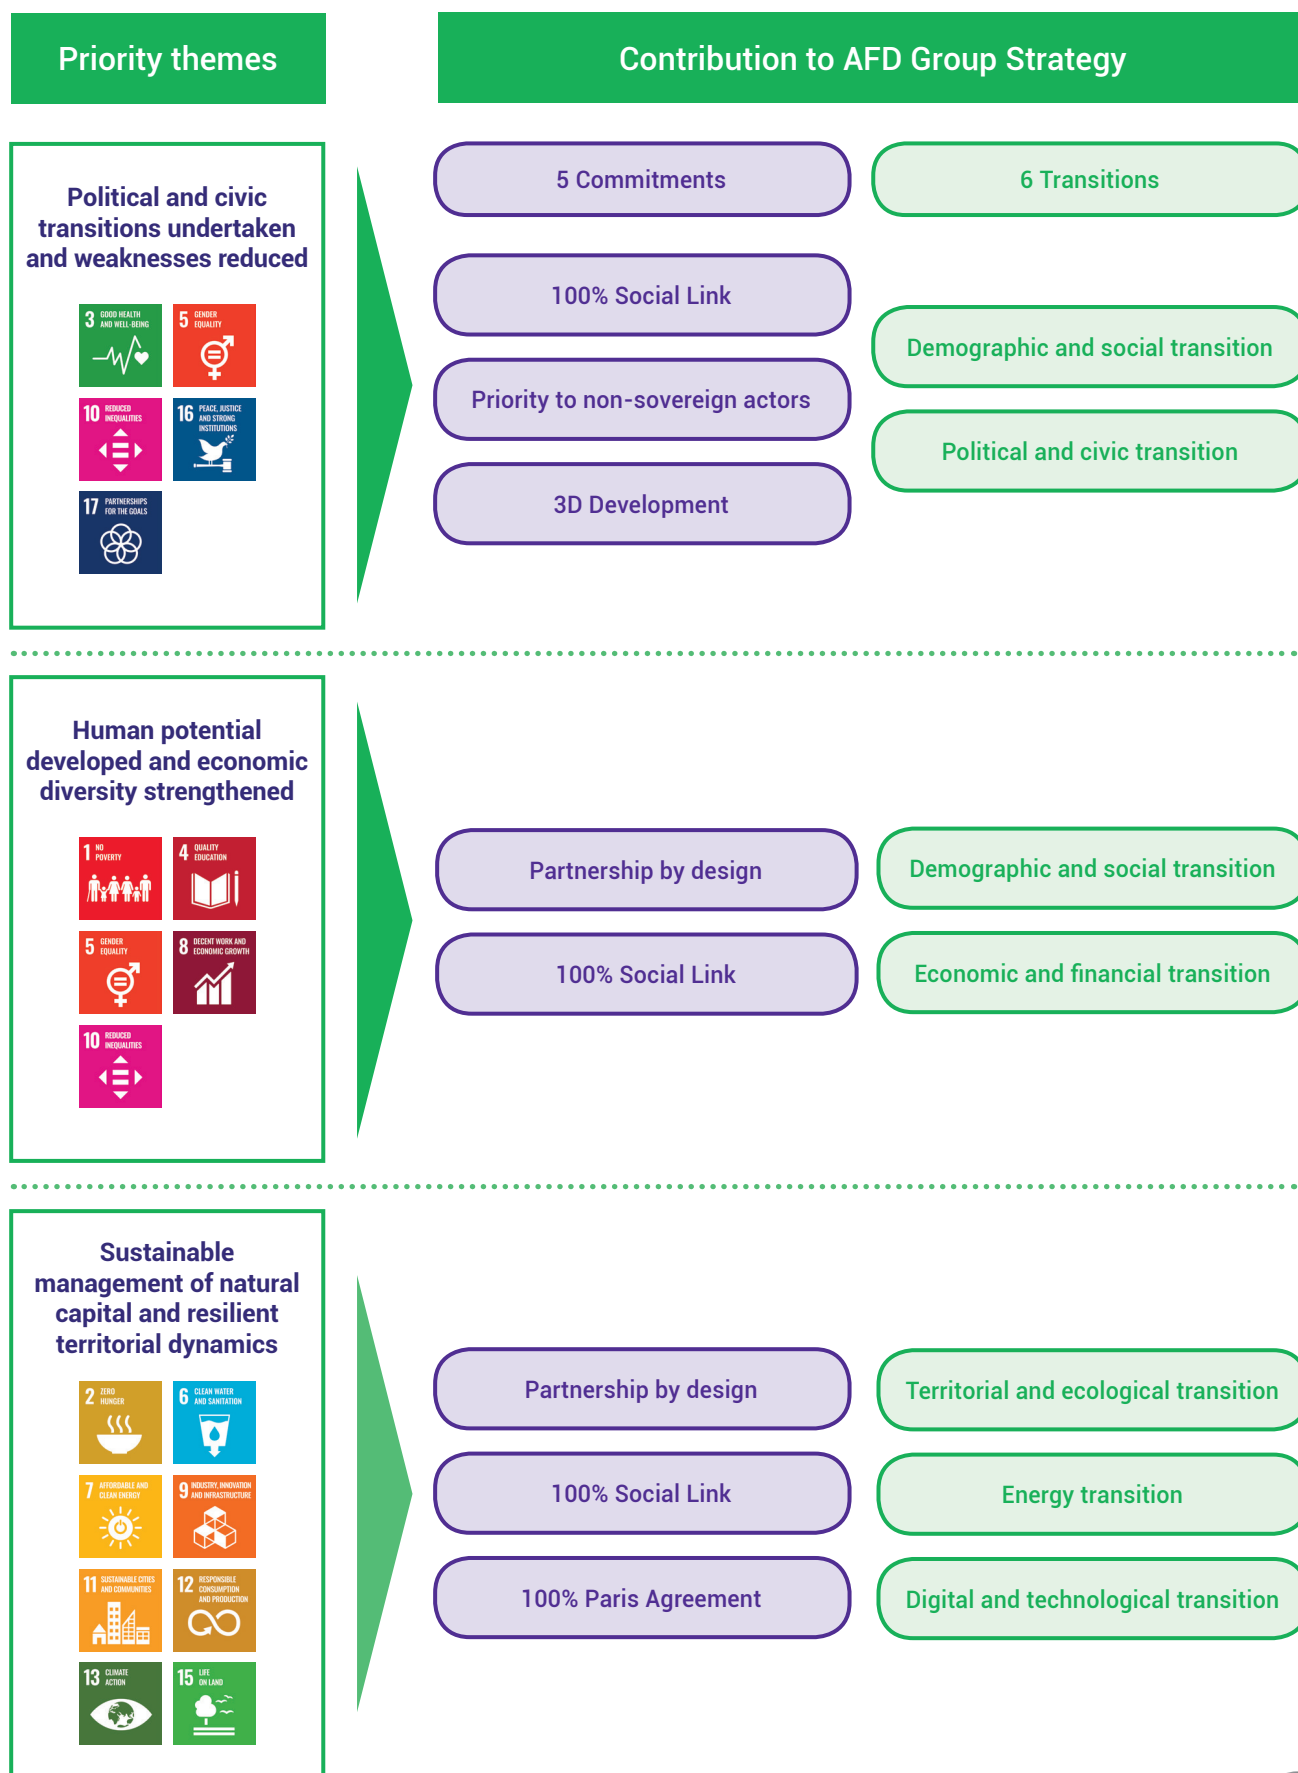 Priority themes
Contribution to AFD Group Strategy
Political and civic
transitions undertaken
and weaknesses reduced
3 GOOD HEALTH
AND WELL-BEING
5 GENDER
EQUALITY
10 REDUCED
INEQUALITIES
16 PEACE, JUSTICE
AND STRONG
INSTITUTIONS
17 PARTNERSHIPS
FOR THE GOALS
5 Commitments
6 Transitions
100% Social Link
Priority to non-sovereign actors
3D Development
Demographic and social transition
Political and civic transition
Human potential
developed and economic
diversity strengthened
1 NO
POVERTY
4 QUALITY
EDUCATION
5 GENDER
EQUALITY
8 DECENT WORK AND
ECONOMIC GROWTH
10 REDUCED
INEQUALITIES
Partnership by design
100% Social Link
Demographic and social transition
Economic and financial transition
Sustainable
management of natural
capital and resilient
territorial dynamics
2 ZERO
HUNGER
6 CLEAN WATER
AND SANITATION
7 AFFORDABLE AND
CLEAN ENERGY
9 INDUSTRY, INNOVATION
AND INFRASTRUCTURE
11 SUSTAINABLE CITIES
AND COMMUNITIES
12 RESPONSIBLE
CONSUMPTION
AND PRODUCTION
13 CLIMATE
ACTION
15 LIFE
ON LAND
Partnership by design
100% Social Link
100% Paris Agreement
Territorial and ecological transition
Energy transition
Digital and technological transition